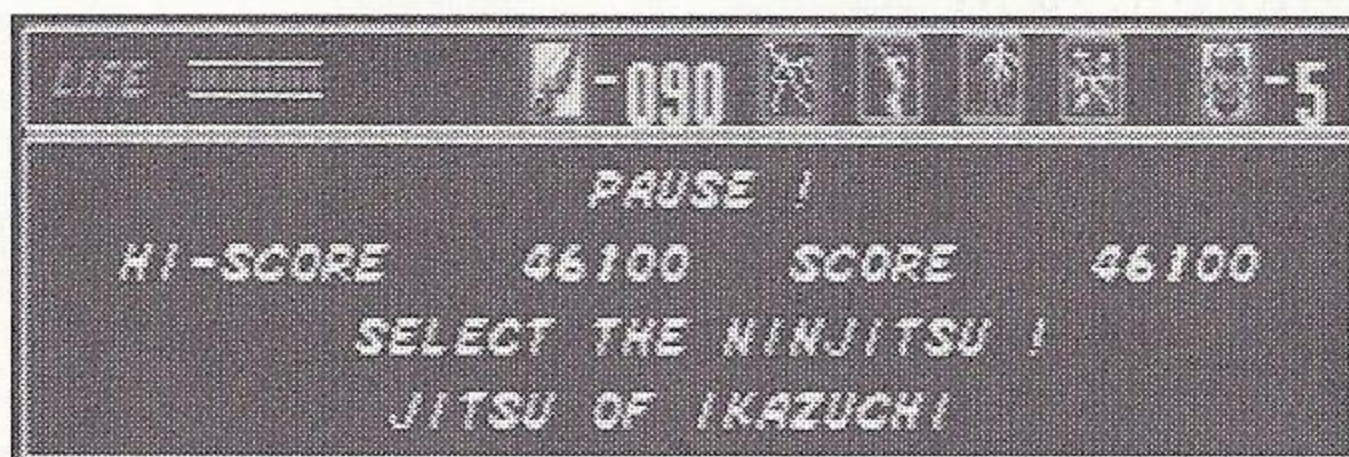 LIFE -090 -5
PAUSE !
HI-SCORE 46100 SCORE 46100
SELECT THE NINJITSU !
JITSU OF IKAZUCHI